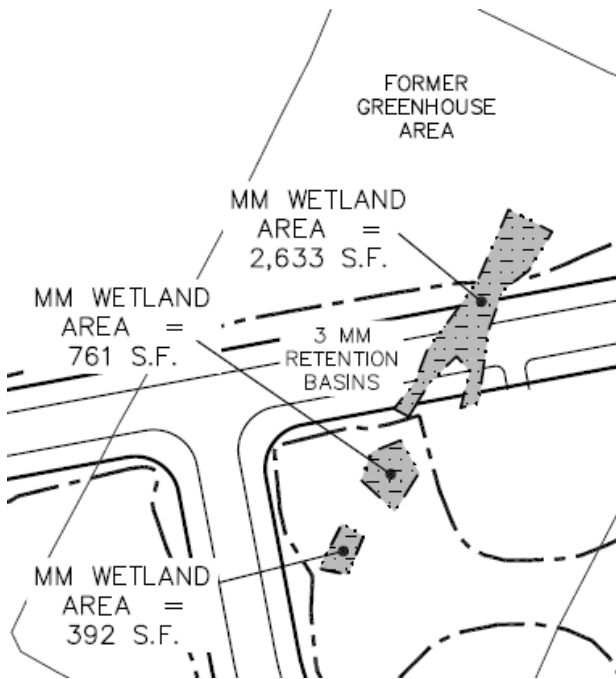 FORMER
GREENHOUSE
AREA
MM WETLAND
AREA =
2,633 S.F.
MM WETLAND
AREA =
761 S.F.
3 MM
RETENTION
BASINS
MM WETLAND
AREA =
392 S.F.